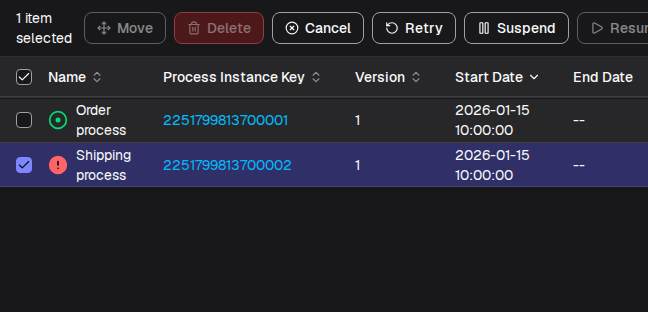 1 item
selected
Move
Delete
Cancel
Retry
Suspend
Name
Process Instance Key
Version
Start Date
End Date
Order
process
2251799813700001
1
2026-01-15
10:00:00
--
Shipping
process
2251799813700002
1
2026-01-15
10:00:00
--